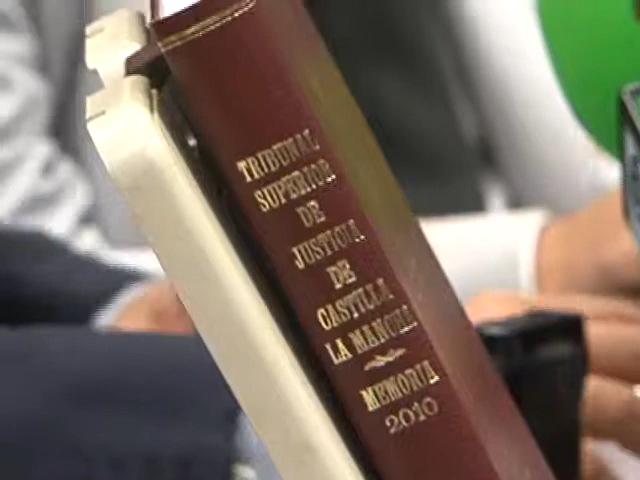 TRIBUNAL
SUPERIOR
DE
JUSTICIA
DE
CASTILLA
LA MANCHA
MEMORIA
2010